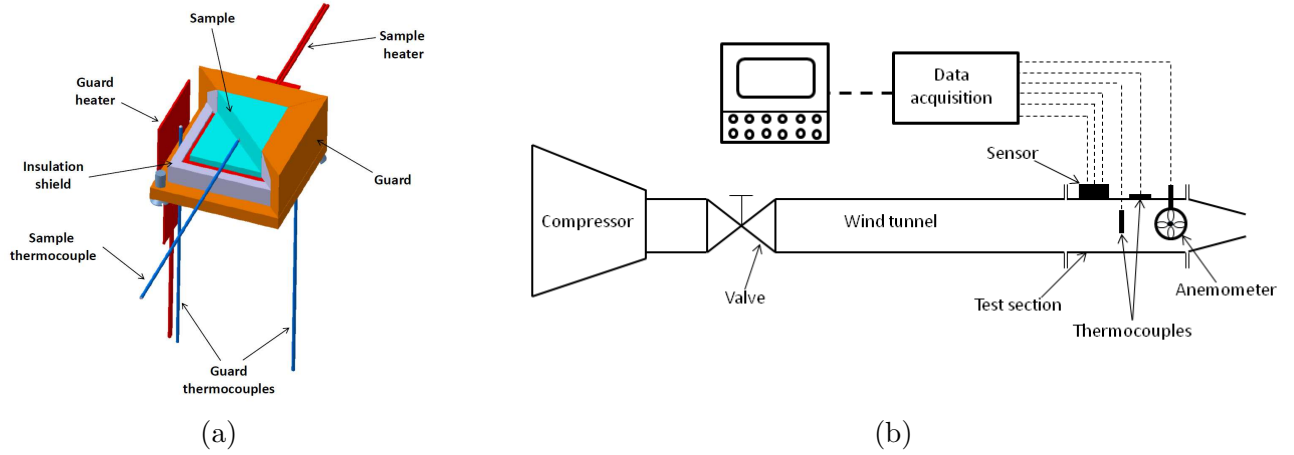 Sample
Sample
heater
Guard
heater
Insulation
shield
Guard
Sample
thermocouple
Guard
thermocouples
(a)
Data
acquisition
Sensor
Compressor
Wind tunnel
Valve
Test section
Anemometer
Thermocouples
(b)